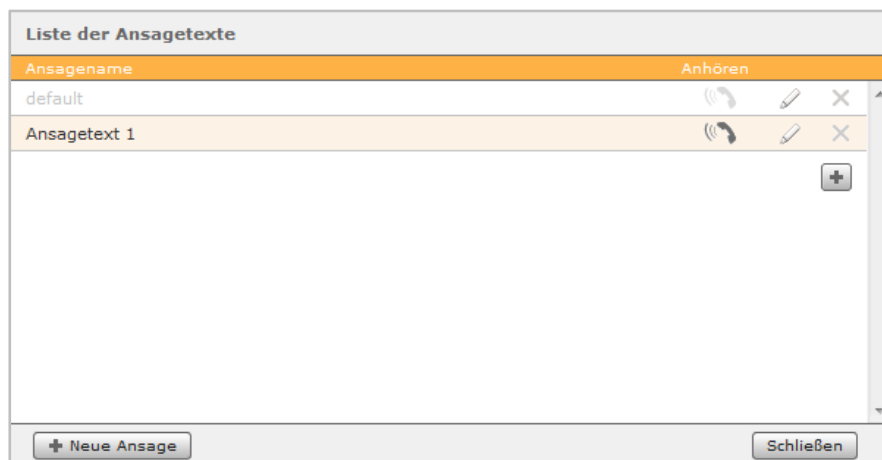 Liste der Ansagetexte
Ansagename Anhören
default
Ansagetext 1
Neue Ansage Schließen